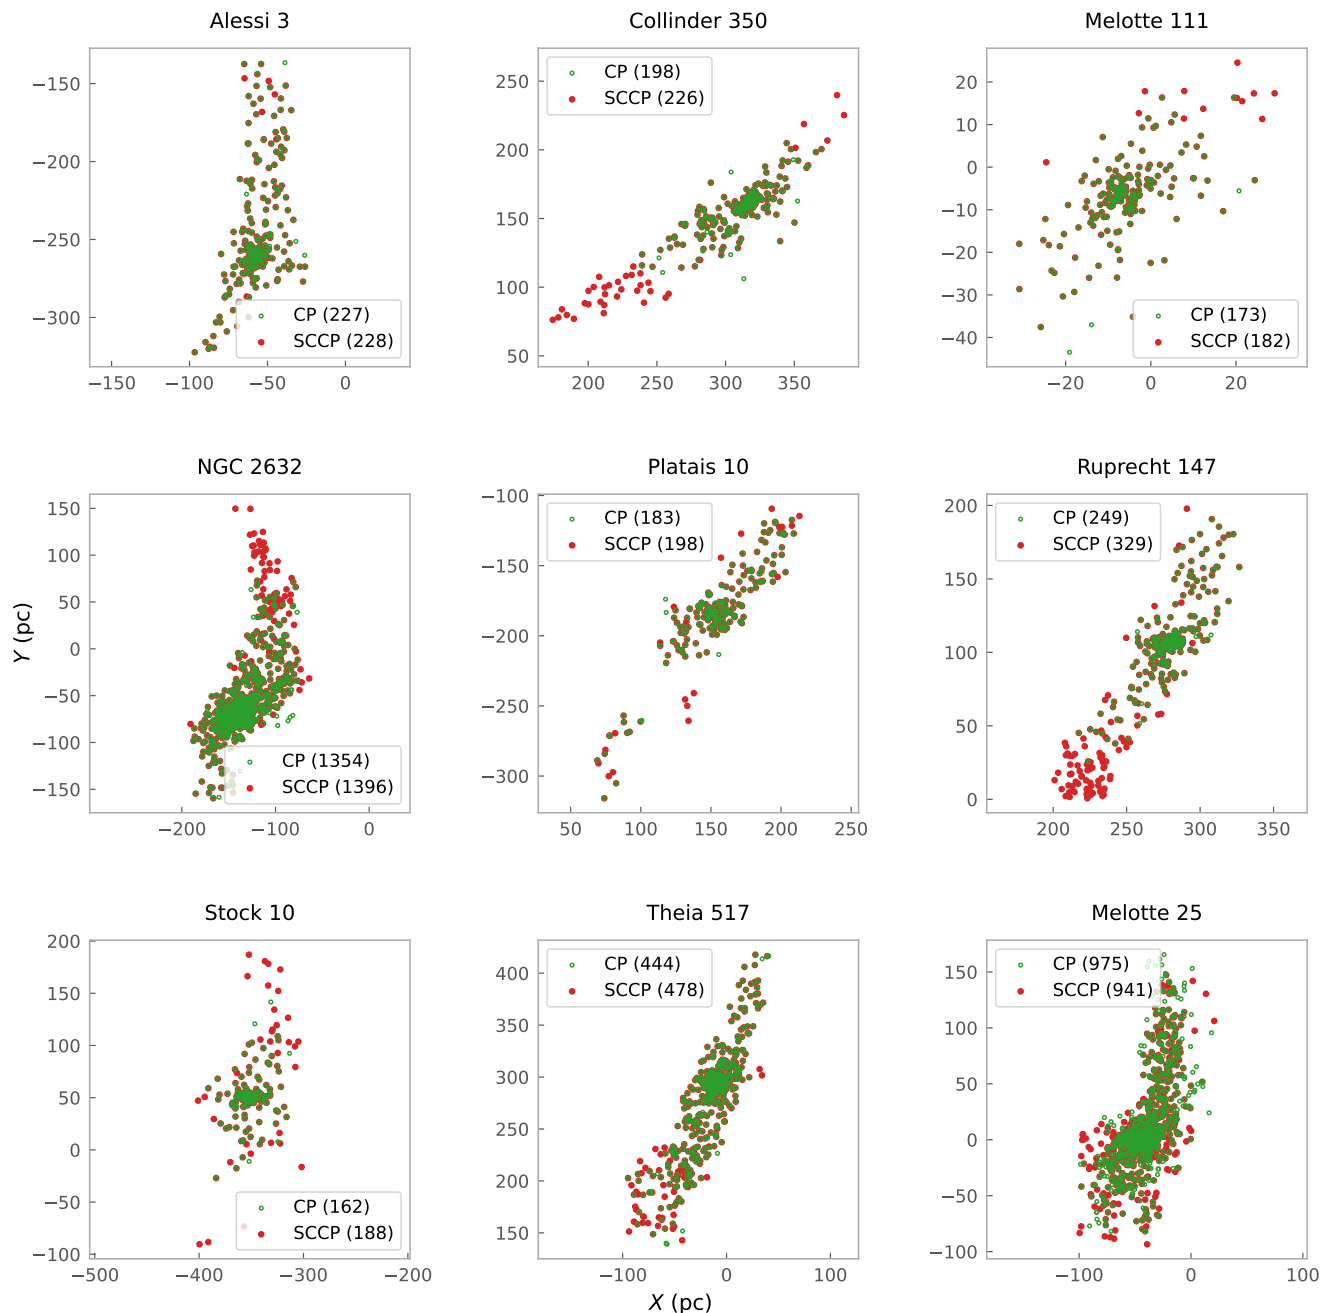 Alessi 3
−150
−200
−250
−300
−150
−100
−50
0
CP (227)
SCCP (228)
Collinder 350
250
200
150
100
50
200
250
300
350
CP (198)
SCCP (226)
Melotte 111
20
10
0
−10
−20
−30
−40
−20
0
20
CP (173)
SCCP (182)
NGC 2632
150
100
50
0
−50
−100
−150
−200
−100
0
CP (1354)
SCCP (1396)
Y (pc)
Platais 10
−100
−150
−200
−250
−300
50
100
150
200
250
CP (183)
SCCP (198)
Ruprecht 147
200
150
100
50
0
200
250
300
350
CP (249)
SCCP (329)
Stock 10
200
150
100
50
0
−50
−100
−500
−400
−300
−200
CP (162)
SCCP (188)
Theia 517
400
350
300
250
200
150
−100
0
100
CP (444)
SCCP (478)
X (pc)
Melotte 25
150
100
50
0
−50
−100
−100
0
100
CP (975)
SCCP (941)